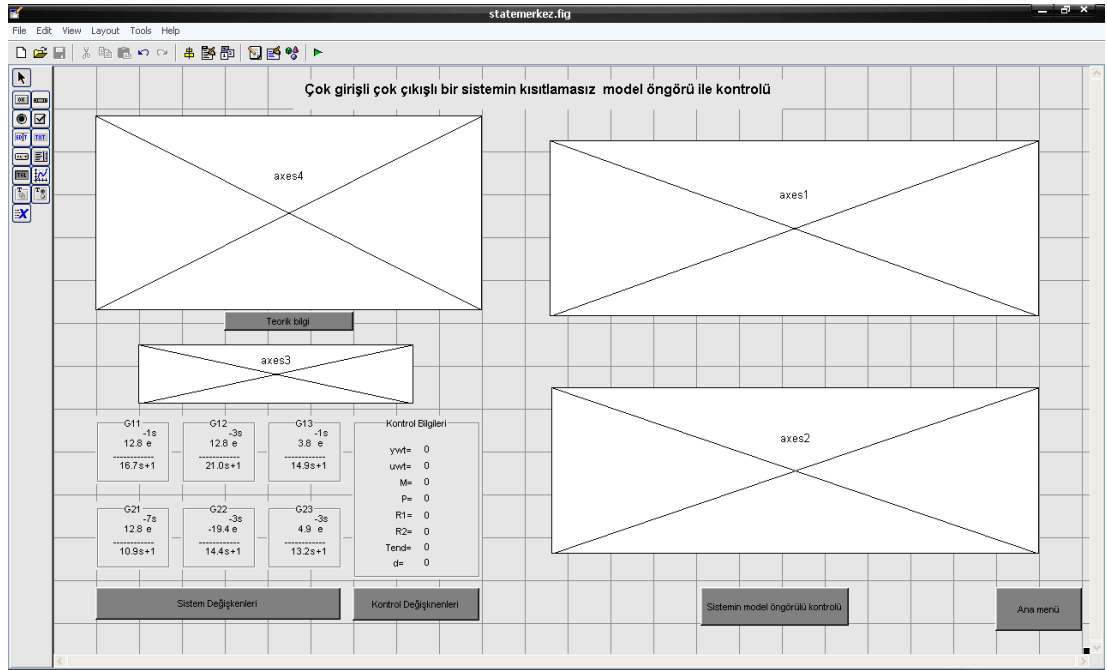 statemerkez.fig
File Edit View Layout Tools Help
Çok girişli çok çıkışlı bir sistemin kısıtlamasız model öngörü ile kontrolü
axes4
axes1
Teorik bilgi
axes3
axes2
G11
-1s
12.8 e
------------
16.7s+1
G12
-3s
12.8 e
------------
21.0s+1
G13
-1s
3.8 e
------------
14.9s+1
G21
-7s
12.8 e
------------
10.9s+1
G22
-3s
-19.4 e
------------
14.4s+1
G23
-3s
4.9 e
------------
13.2s+1
Kontrol Bilgileri
ywt= 0
uwt= 0
M= 0
P= 0
R1= 0
R2= 0
Tend= 0
d= 0
Sistem Değişkenleri
Kontrol Değişknenleri
Sistemin model öngörülü kontrolü
Ana menü